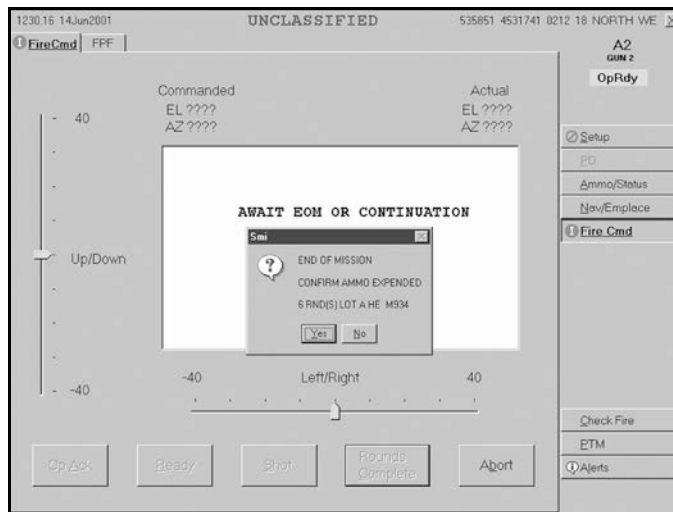 1230.16 14Jun2001 UNCLASSIFIED 535851 4531741 0212 18 NORTH WE X
FireCmd FPF
A2
GUN 2
OpRdy
Commanded Actual
EL ???? EL ????
AZ ???? AZ ????
40
Up/Down
-40
AWAIT EOM OR CONTINUATION
Smi
END OF MISSION
CONFIRM AMMO EXPENDED
6 RND(S) LOT A HE M934
Yes No
-40 Left/Right 40
Op Ack Ready Shot Rounds
Complete Abort
Setup
PD
Ammo/Status
Nav/Emplace
Fire Cmd
Check Fire
PTM
Alerts